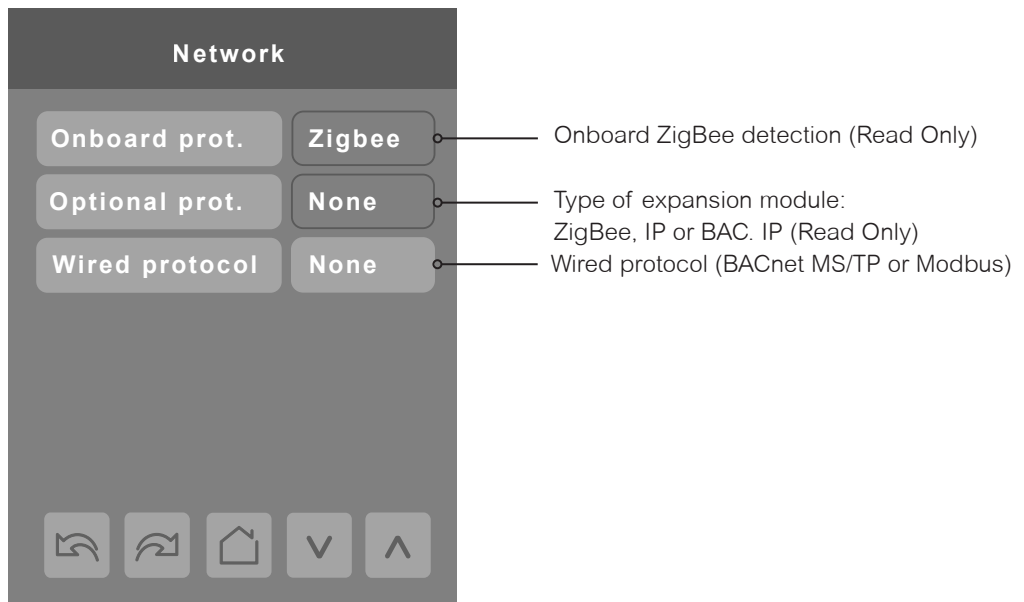 Network
Onboard prot. Zigbee Onboard ZigBee detection (Read Only)
Optional prot. None Type of expansion module:
ZigBee, IP or BAC. IP (Read Only)
Wired protocol None Wired protocol (BACnet MS/TP or Modbus)